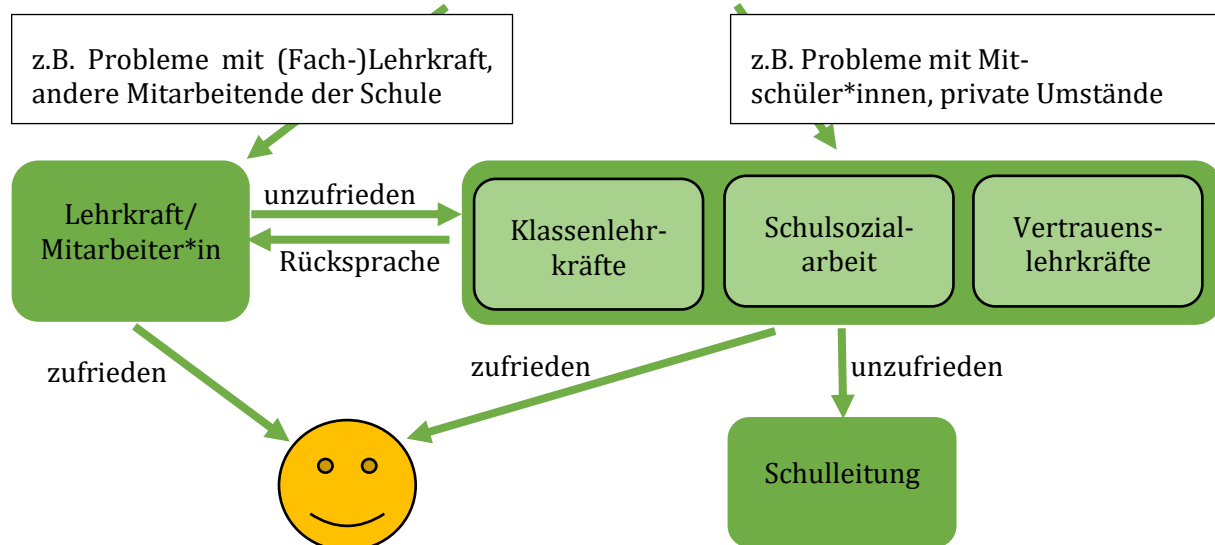 z.B. Probleme mit (Fach-)Lehrkraft,
andere Mitarbeitende der Schule
z.B. Probleme mit Mit-
schüler*innen, private Umstände
Lehrkraft/
Mitarbeiter*in
unzufrieden
Rücksprache
Klassenlehr-
kräfte
Schulsozial-
arbeit
Vertrauens-
lehrkräfte
zufrieden
zufrieden
unzufrieden
Schulleitung